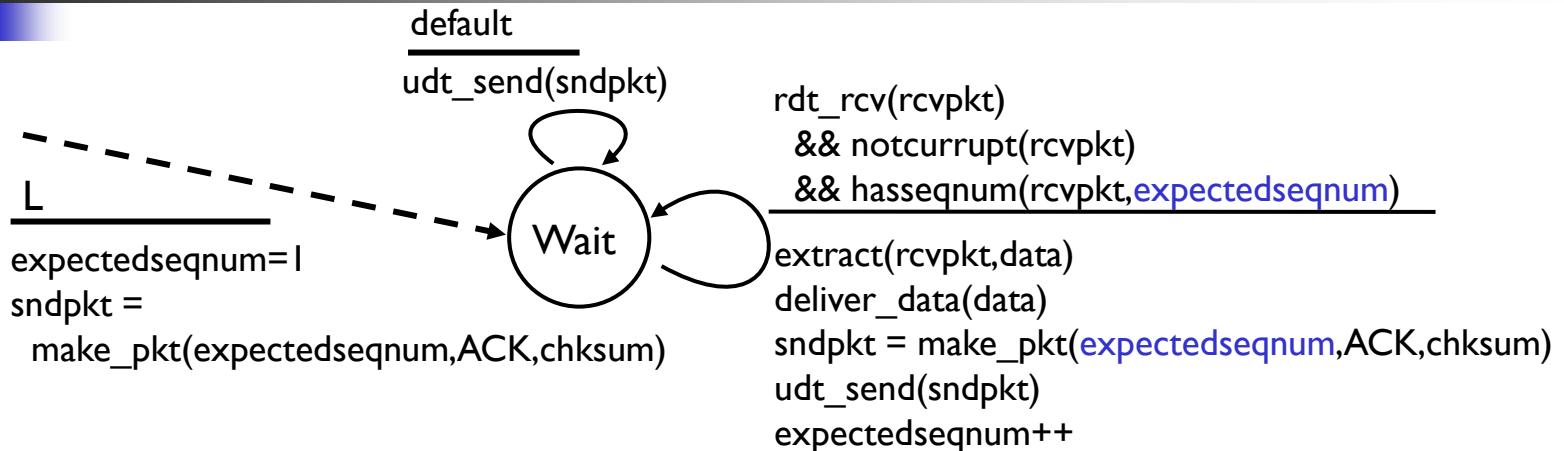 default
udt_send(sndpkt)
L
expectedseqnum=1
sndpkt =
make_pkt(expectedseqnum,ACK,chksum)
Wait
rdt_rcv(rcvpkt)
&& notcurrupt(rcvpkt)
&& hasseqnum(rcvpkt,expectedseqnum)
extract(rcvpkt,data)
deliver_data(data)
sndpkt = make_pkt(expectedseqnum,ACK,chksum)
udt_send(sndpkt)
expectedseqnum++